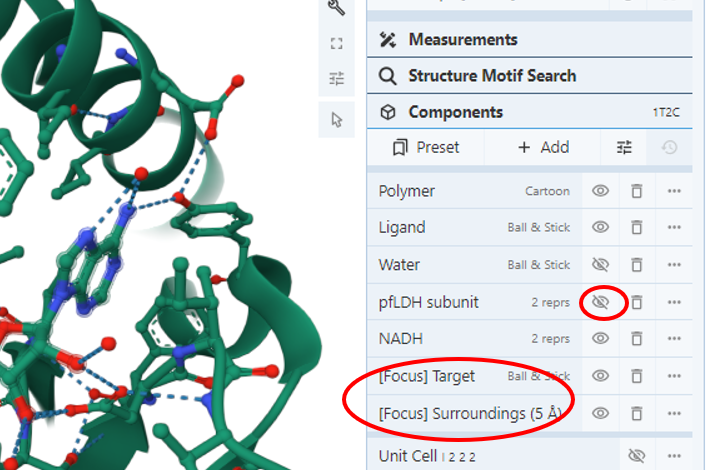 Measurements
Structure Motif Search
Components 1T2C
Preset + Add
Polymer Cartoon
Ligand Ball & Stick
Water Ball & Stick
pfLDH subunit 2 reprs
NADH 2 reprs
[Focus] Target Ball & Stick
[Focus] Surroundings (5 Å)
Unit Cell I 2 2 2